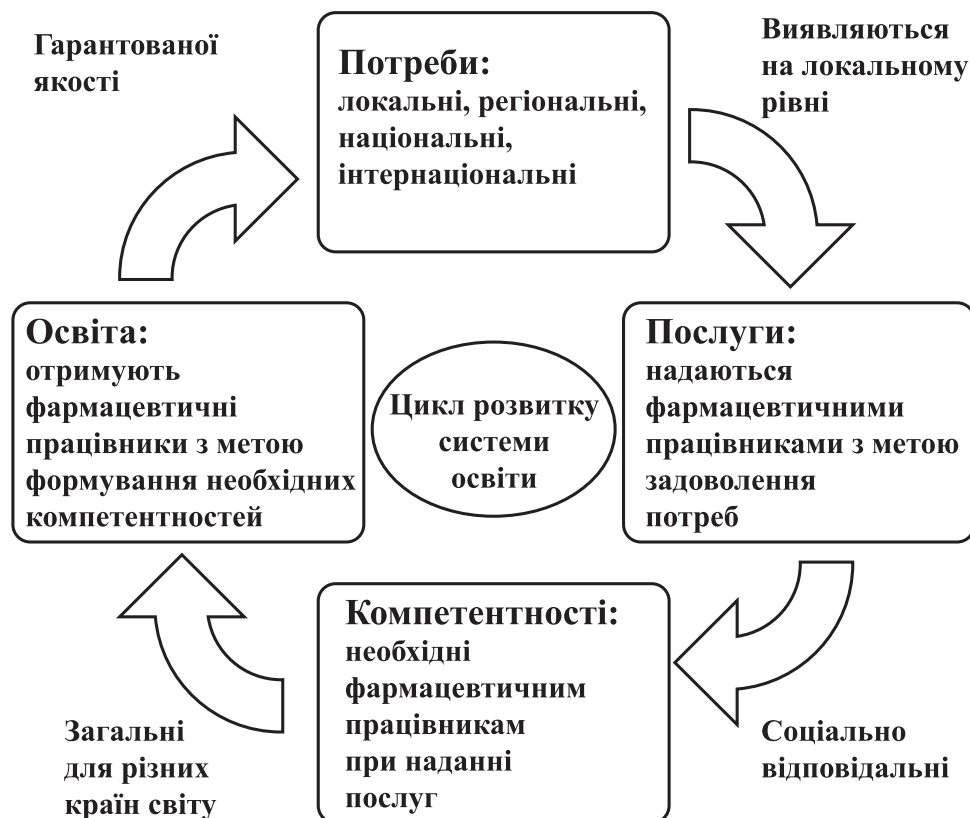 Гарантованої
якості
Потреби:
локальні, регіональні,
національні,
інтернаціональні
Виявляються
на локальному
рівні
Освіта:
отримують
фармацевтичні
працівники з метою
формування необхідних
компетентностей
Цикл розвитку
системи
освіти
Послуги:
надаються
фармацевтичними
працівниками з метою
задоволення
потреб
Загальні
для різних
країн світу
Компетентності:
необхідні
фармацевтичним
працівникам
при наданні
послуг
Соціально
відповідальні